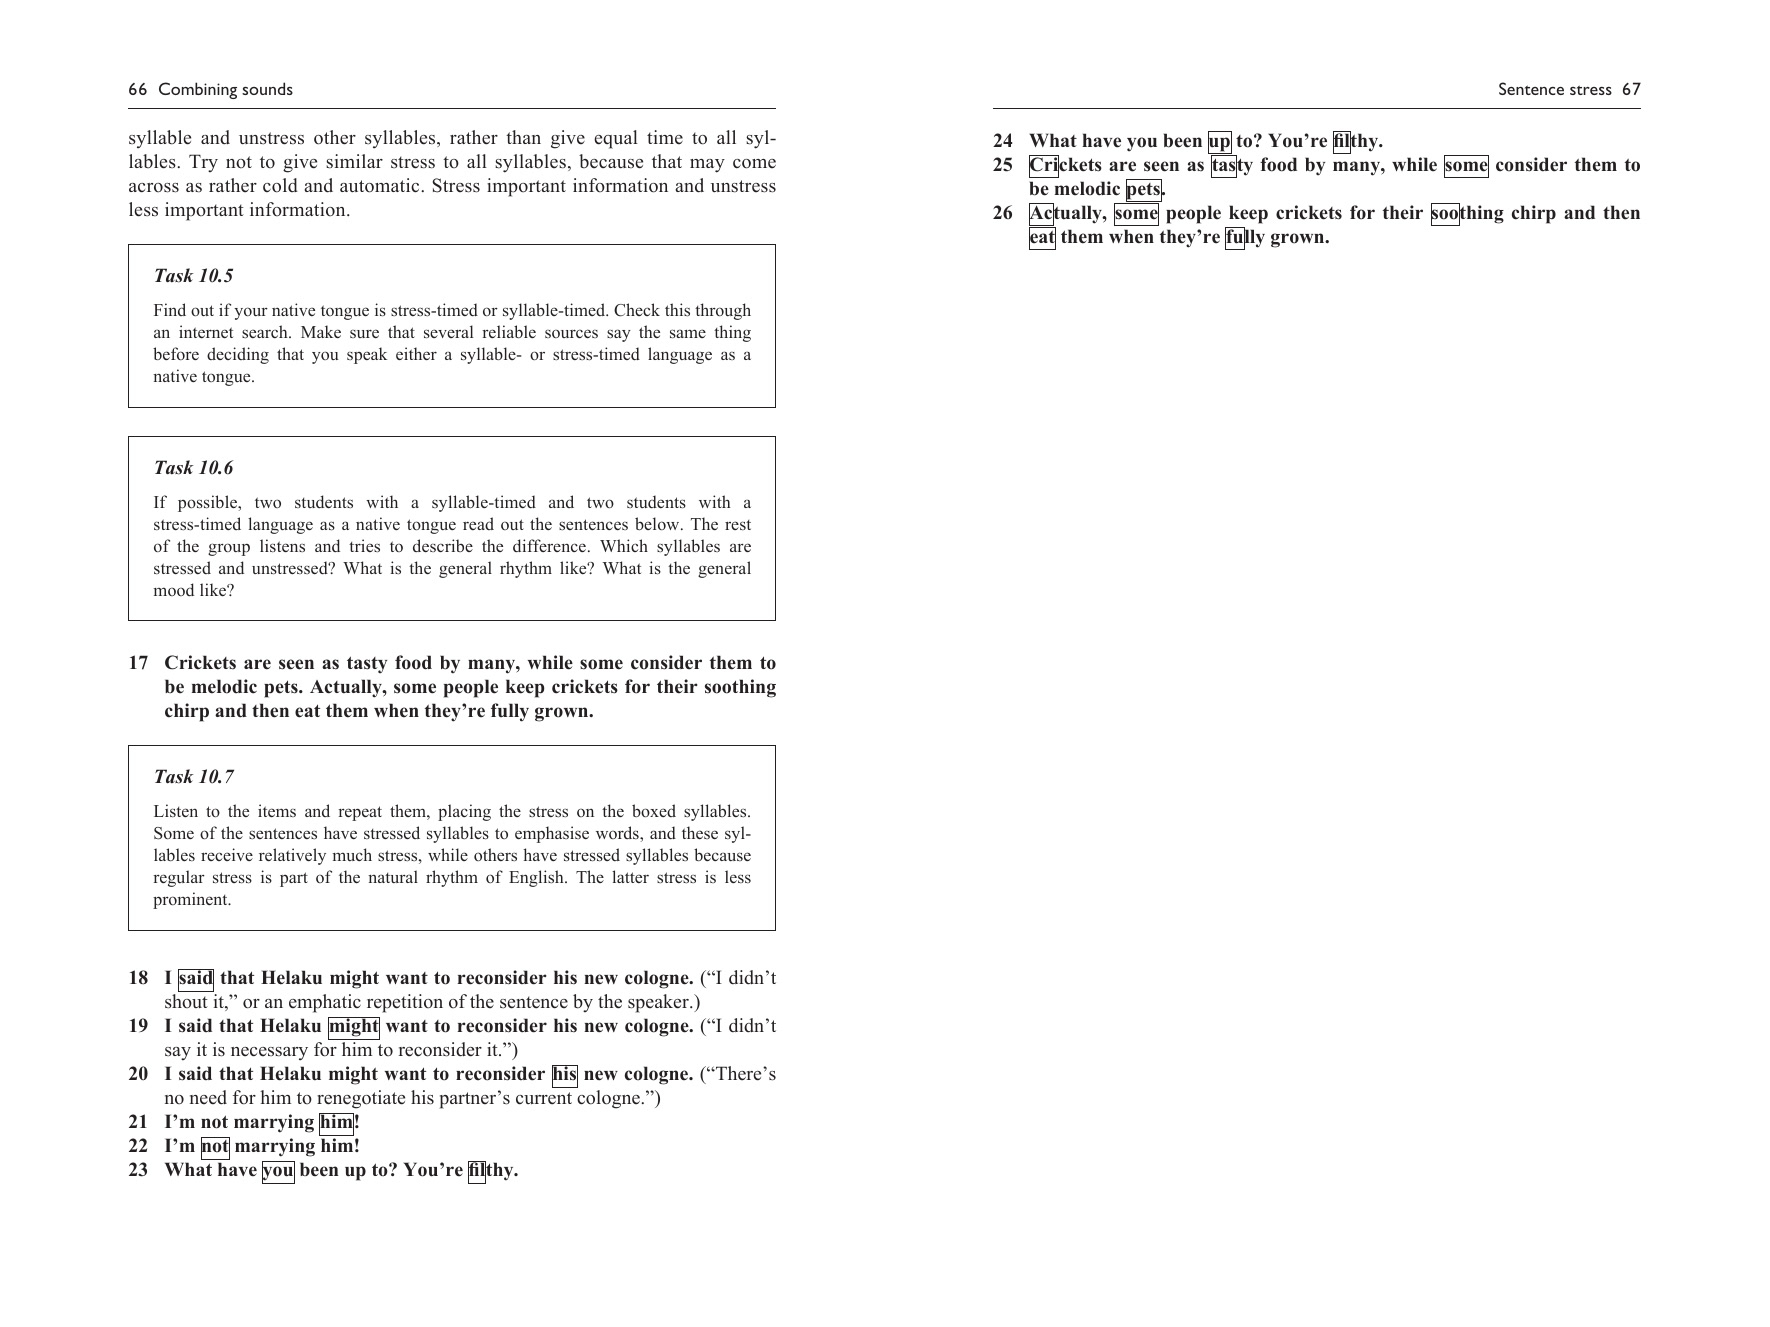 66 Combining sounds
syllable and unstress other syllables, rather than give equal time to all syl-
lables. Try not to give similar stress to all syllables, because that may come
across as rather cold and automatic. Stress important information and unstress
less important information.
Task 10.5
Find out if your native tongue is stress-timed or syllable-timed. Check this through
an internet search. Make sure that several reliable sources say the same thing
before deciding that you speak either a syllable- or stress-timed language as a
native tongue.
Task 10.6
If possible, two students with a syllable-timed and two students with a
stress-timed language as a native tongue read out the sentences below. The rest
of the group listens and tries to describe the difference. Which syllables are
stressed and unstressed? What is the general rhythm like? What is the general
mood like?
17 Crickets are seen as tasty food by many, while some consider them to
be melodic pets. Actually, some people keep crickets for their soothing
chirp and then eat them when they’re fully grown.
Task 10.7
Listen to the items and repeat them, placing the stress on the boxed syllables.
Some of the sentences have stressed syllables to emphasise words, and these syl-
lables receive relatively much stress, while others have stressed syllables because
regular stress is part of the natural rhythm of English. The latter stress is less
prominent.
18 I said that Helaku might want to reconsider his new cologne. (“I didn’t
shout it,” or an emphatic repetition of the sentence by the speaker.)
19 I said that Helaku might want to reconsider his new cologne. (“I didn’t
say it is necessary for him to reconsider it.”)
20 I said that Helaku might want to reconsider his new cologne. (“There’s
no need for him to renegotiate his partner’s current cologne.”)
21 I’m not marrying him!
22 I’m not marrying him!
23 What have you been up to? You’re filthy.
Sentence stress 67
24 What have you been up to? You’re filthy.
25 Crickets are seen as tasty food by many, while some consider them to
be melodic pets.
26 Actually, some people keep crickets for their soothing chirp and then
eat them when they’re fully grown.